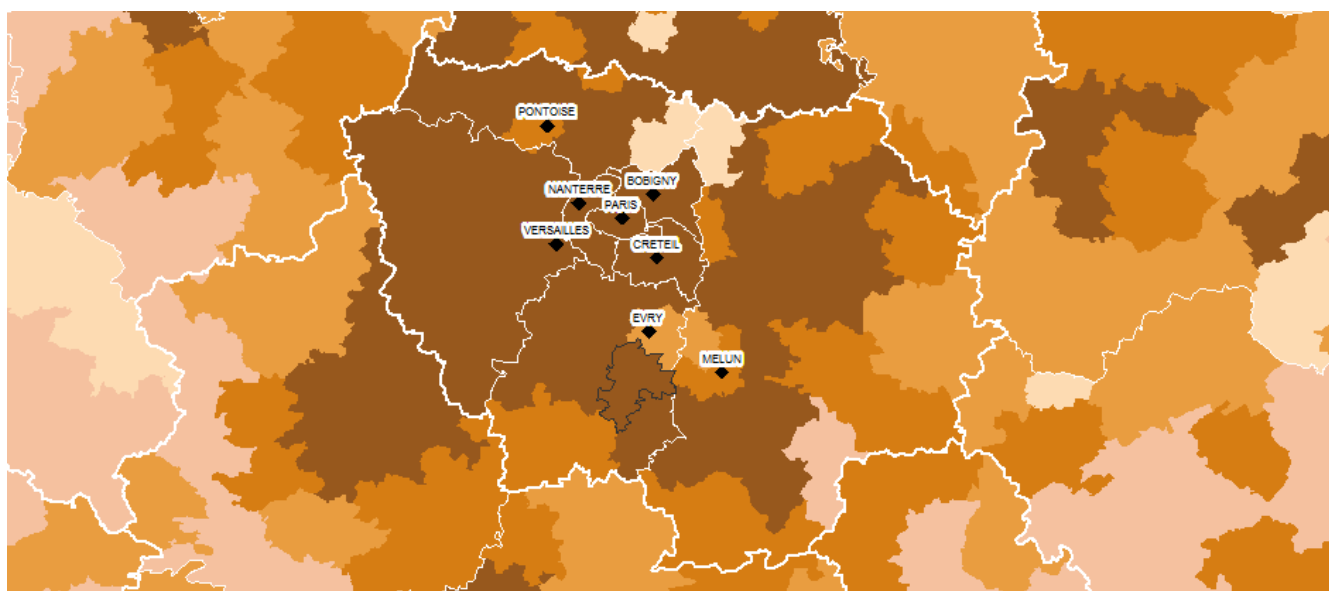 PONTOISE
BOBIGNY
NANTERRE
PARIS
VERSAILLES
CRETEIL
EVRY
MELUN